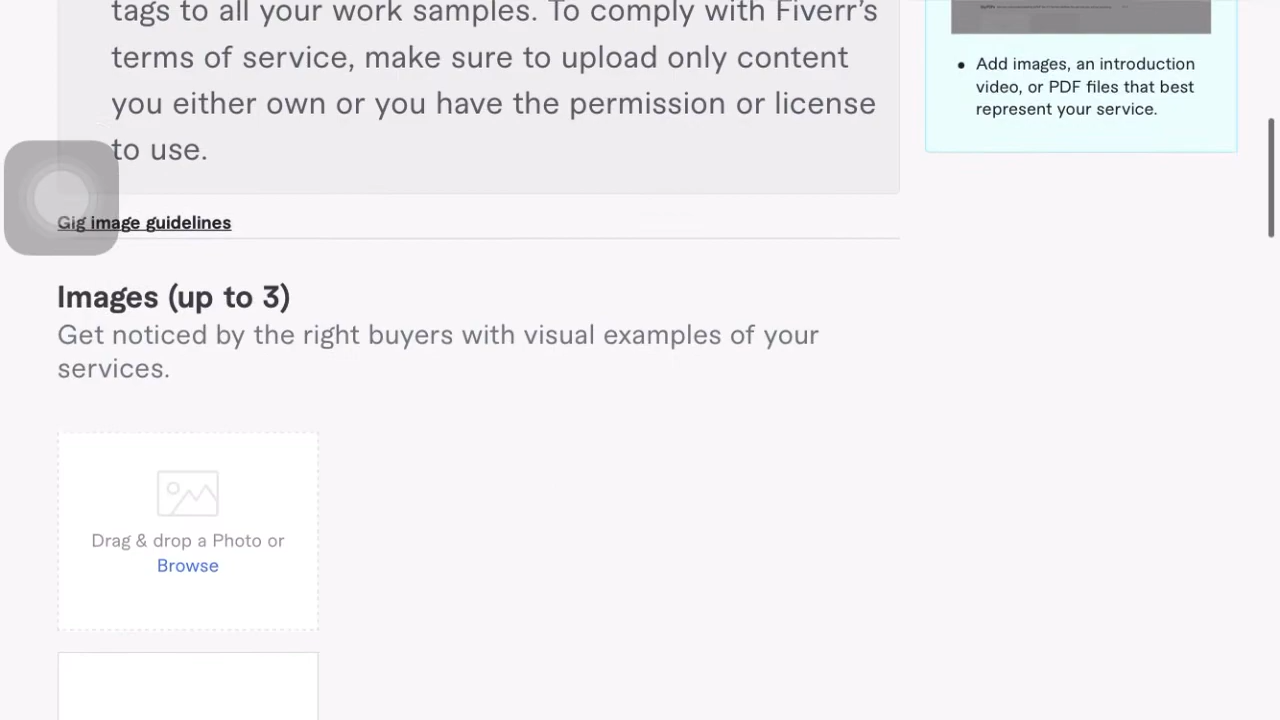 tags to all your work samples. To comply with Fiverr's
terms of service, make sure to upload only content
you either own or you have the permission or license
to use.
Gig image guidelines
Images (up to 3)
Get noticed by the right buyers with visual examples of your
services.
Drag & drop a Photo or
Browse
• Add images, an introduction
video, or PDF files that best
represent your service.